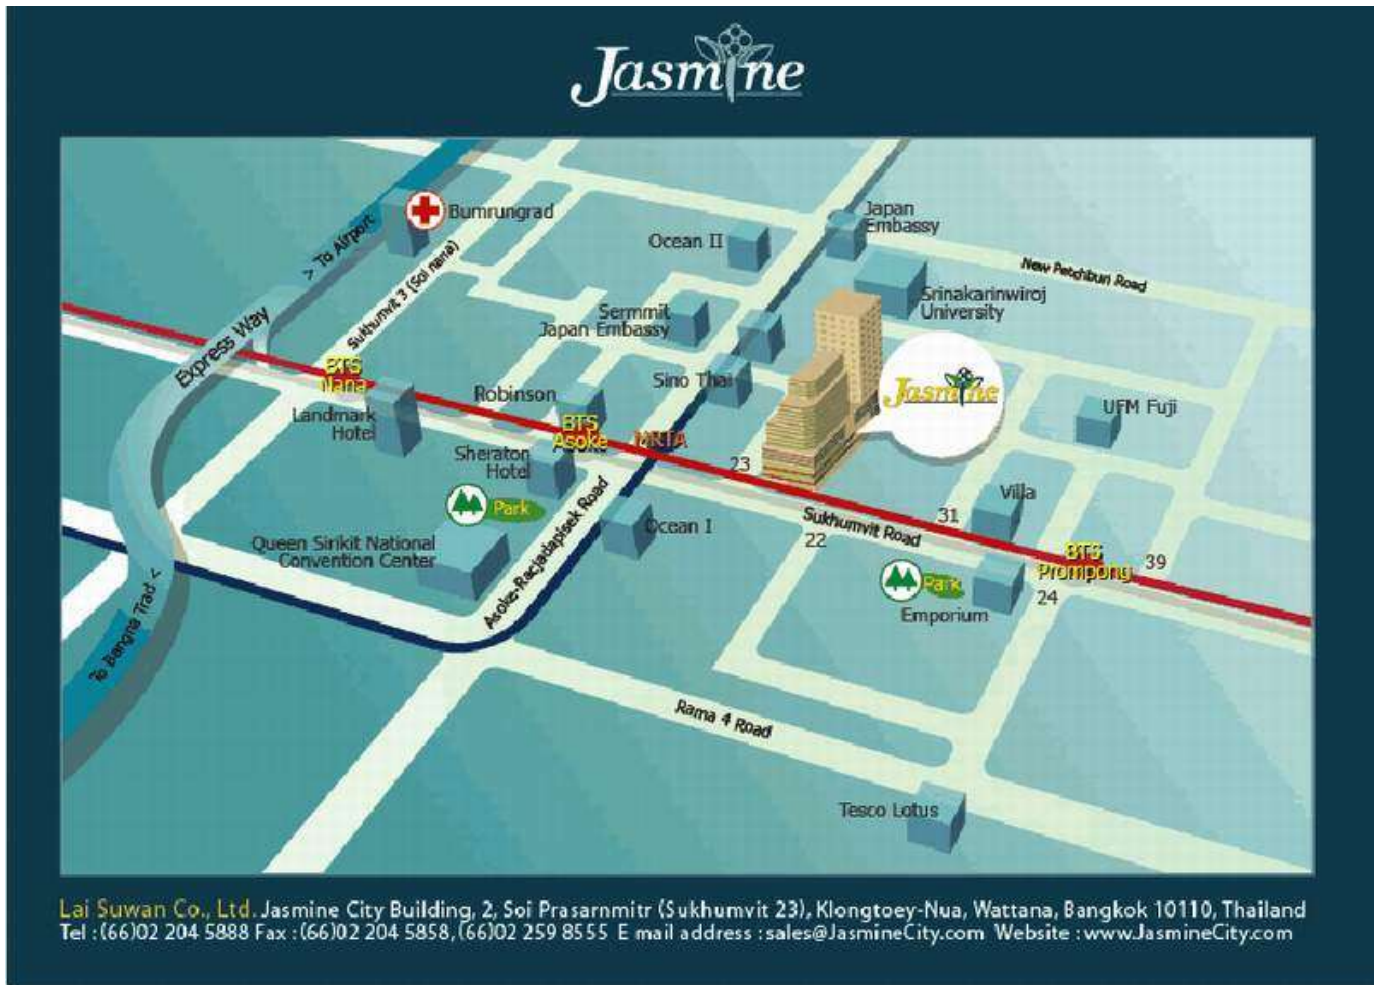 Jasmine
Bumrungrad
Japan
Embassy
Ocean II
> To Airport
Sukhumvit 3 (Soi nana)
New Petchburi Road
Srinakarinwiroj
University
Sermmit
Japan Embassy
Express Way
BTS
Nana
Sino Thai
Jasmine
Robinson
Landmark
Hotel
UFM Fuji
BTS
Asoke
MRTA
Sheraton
Hotel
23
Villa
Park
31
Sukhumvit Road
22
Ocean I
Queen Sirikit National
Convention Center
Asoke-Racjadapisek Road
BTS
Prompong
39
Park
24
Emporium
To Bangna Trad <
Rama 4 Road
Tesco Lotus
Lai Suwan Co., Ltd. Jasmine City Building, 2, Soi Prasarnmitr (Sukhumvit 23), Klongtoey-Nua, Wattana, Bangkok 10110, Thailand
Tel :(66)02 204 5888 Fax :(66)02 204 5858, (66)02 259 8555 E mail address :sales@JasmineCity.com Website :www.JasmineCity.com